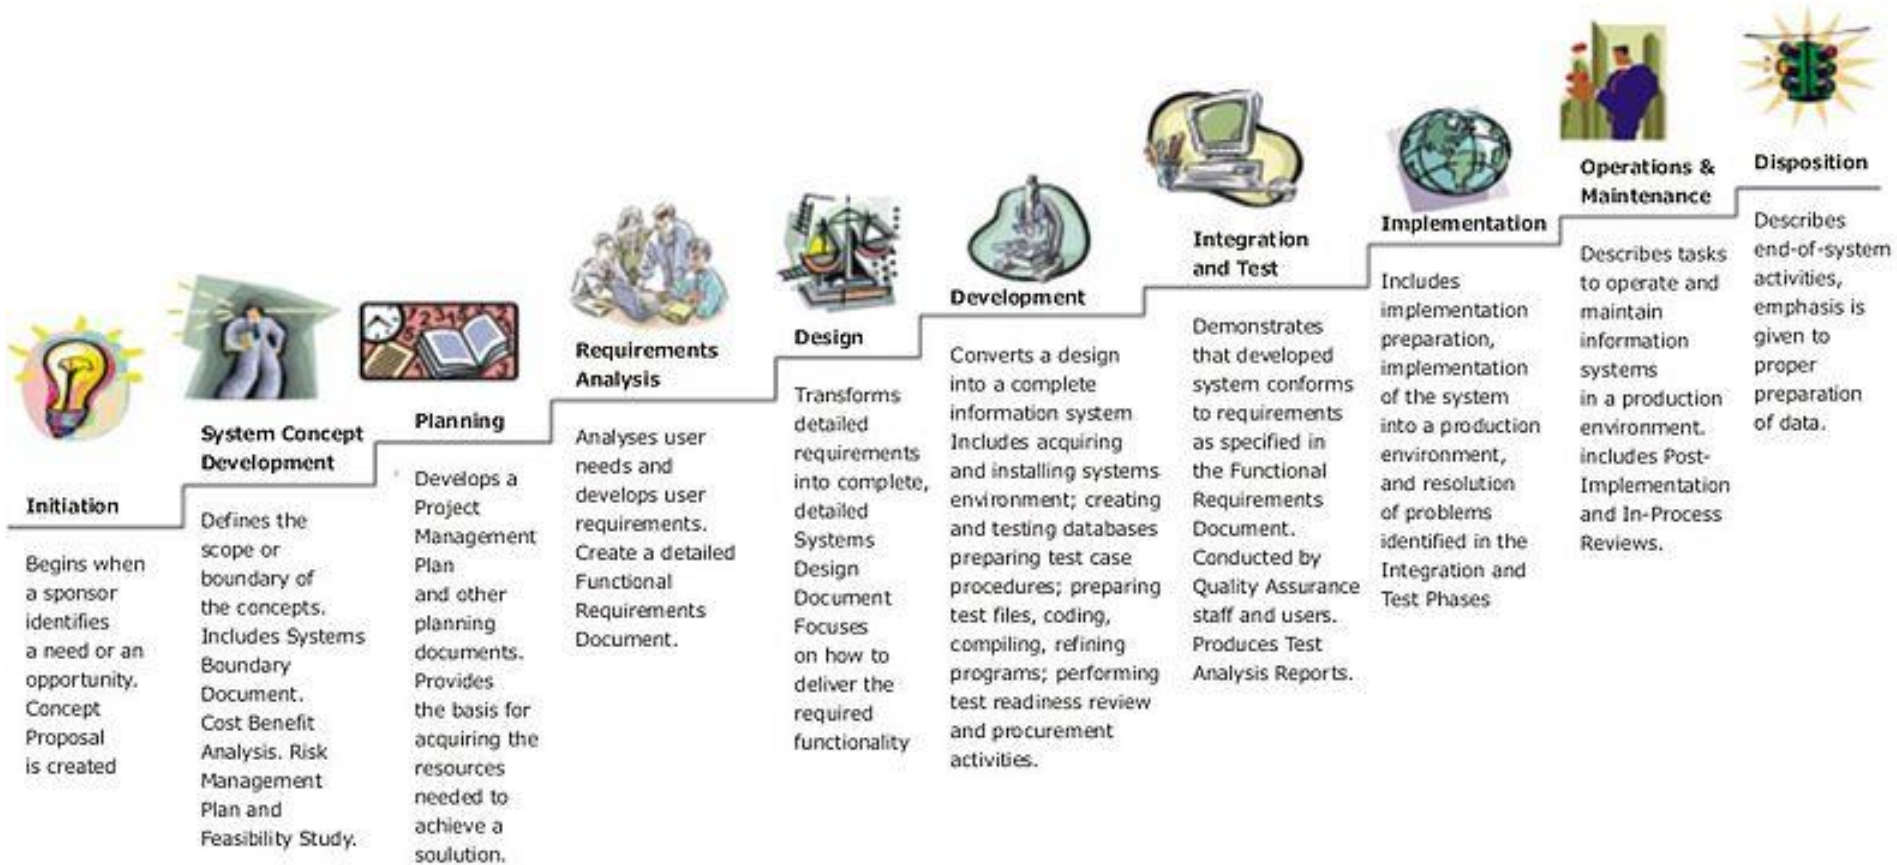 Initiation
Begins when
a sponsor
identifies
a need or an
opportunity.
Concept
Proposal
is created
System Concept
Development
Defines the
scope or
boundary of
the concepts.
Includes Systems
Boundary
Document.
Cost Benefit
Analysis. Risk
Management
Plan and
Feasibility Study.
Planning
Develops a
Project
Management
Plan
and other
planning
documents.
Provides
the basis for
acquiring the
resources
needed to
achieve a
soulution.
Requirements
Analysis
Analyses user
needs and
develops user
requirements.
Create a detailed
Functional
Requirements
Document.
Design
Transforms
detailed
requirements
into complete,
detailed
Systems
Design
Document
Focuses
on how to
deliver the
required
functionality
Development
Converts a design
into a complete
information system
Includes acquiring
and installing systems
environment; creating
and testing databases
preparing test case
procedures; preparing
test files, coding,
compiling, refining
programs; performing
test readiness review
and procurement
activities.
Integration
and Test
Demonstrates
that developed
system conforms
to requirements
as specified in
the Functional
Requirements
Document.
Conducted by
Quality Assurance
staff and users.
Produces Test
Analysis Reports.
Implementation
Includes
implementation
preparation,
implementation
of the system
into a production
environment,
and resolution
of problems
identified in the
Integration and
Test Phases
Operations &
Maintenance
Describes tasks
to operate and
maintain
information
systems
in a production
environment.
includes Post-
Implementation
and In-Process
Reviews.
Disposition
Describes
end-of-system
activities,
emphasis is
given to
proper
preparation
of data.